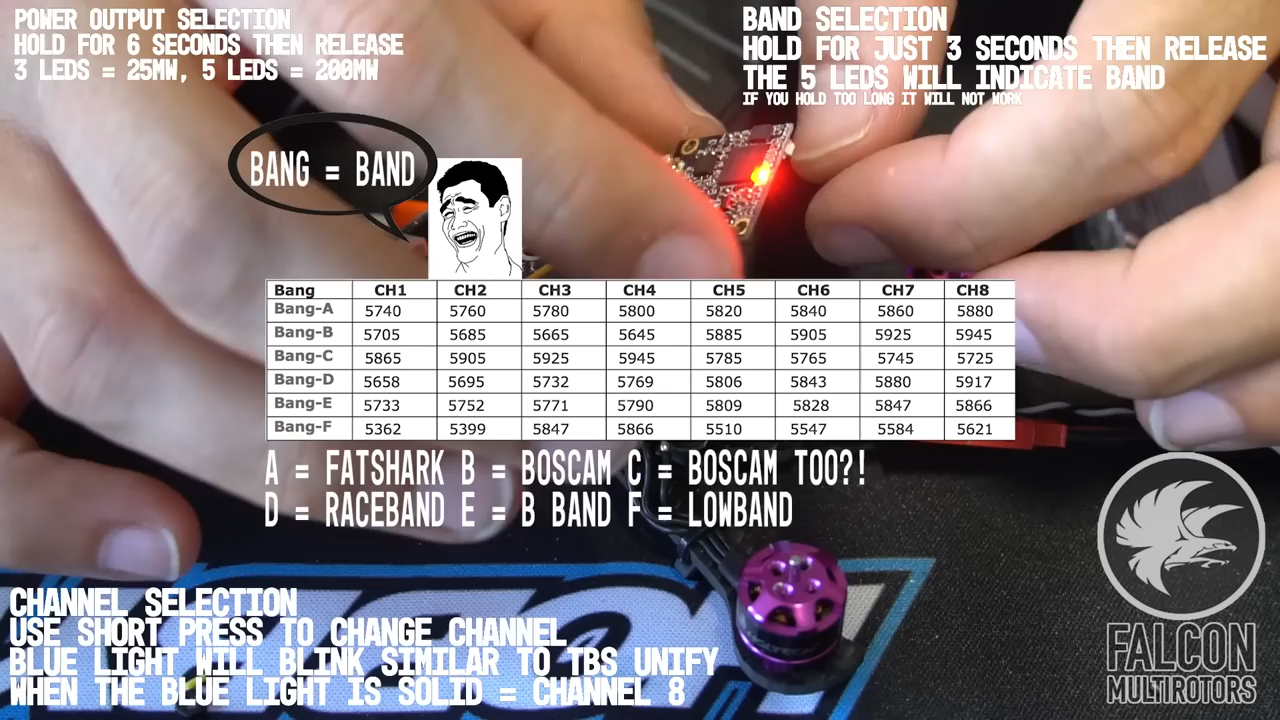 POWER OUTPUT SELECTION
HOLD FOR 6 SECONDS THEN RELEASE
3 LEDS = 25MW, 5 LEDS = 200MW
BAND SELECTION
HOLD FOR JUST 3 SECONDS THEN RELEASE
THE 5 LEDS WILL INDICATE BAND
IF YOU HOLD TOO LONG IT WILL NOT WORK
BANG = BAND
Bang CH1 CH2 CH3 CH4 CH5 CH6 CH7 CH8
Bang-A 5740 5760 5780 5800 5820 5840 5860 5880
Bang-B 5705 5685 5665 5645 5885 5905 5925 5945
Bang-C 5865 5905 5925 5945 5785 5765 5745 5725
Bang-D 5658 5695 5732 5769 5806 5843 5880 5917
Bang-E 5733 5752 5771 5790 5809 5828 5847 5866
Bang-F 5362 5399 5847 5866 5510 5547 5584 5621
A = FATSHARK B = BOSCAM C = BOSCAM TOO?!
D = RACEBAND E = B BAND F = LOWBAND
CHANNEL SELECTION
USE SHORT PRESS TO CHANGE CHANNEL
BLUE LIGHT WILL BLINK SIMILAR TO TBS UNIFY
WHEN THE BLUE LIGHT IS SOLID = CHANNEL 8
FALCON
MULTIROTORS